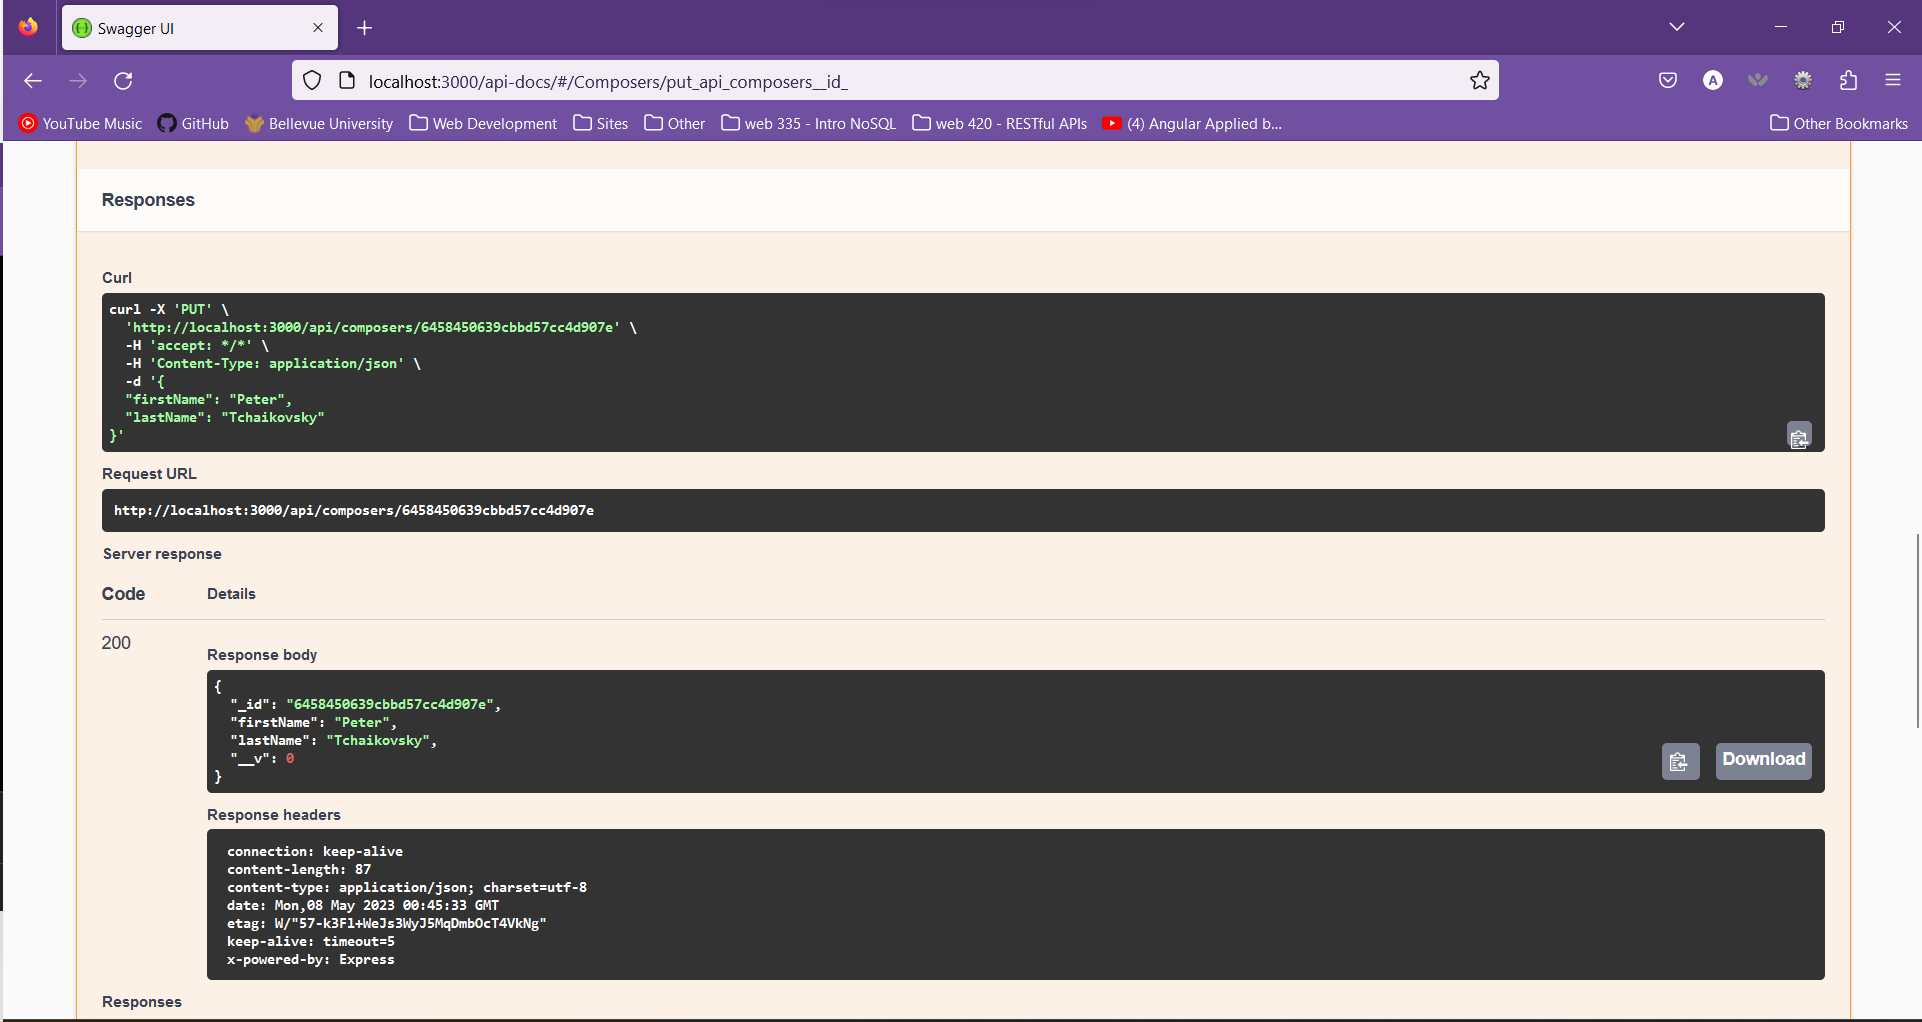 Swagger UI
localhost:3000/api-docs/#/Composers/put_api_composers__id_
A
YouTube Music GitHub Bellevue University Web Development Sites Other web 335 - Intro NoSQL web 420 - RESTful APIs (4) Angular Applied b... Other Bookmarks
Responses
Curl
curl -X 'PUT' \
'http://localhost:3000/api/composers/6458450639cbbd57cc4d907e' \
-H 'accept: */*' \
-H 'Content-Type: application/json' \
-d '{
"firstName": "Peter",
"lastName": "Tchaikovsky"
}'
Request URL
http://localhost:3000/api/composers/6458450639cbbd57cc4d907e
Server response
Code Details
200
Response body
{
"_id": "6458450639cbbd57cc4d907e",
"firstName": "Peter",
"lastName": "Tchaikovsky",
"__v": 0
}
Download
Response headers
connection: keep-alive
content-length: 87
content-type: application/json; charset=utf-8
date: Mon,08 May 2023 00:45:33 GMT
etag: W/"57-k3Fl+WeJs3WyJ5MqDmbOcT4VkNg"
keep-alive: timeout=5
x-powered-by: Express
Responses